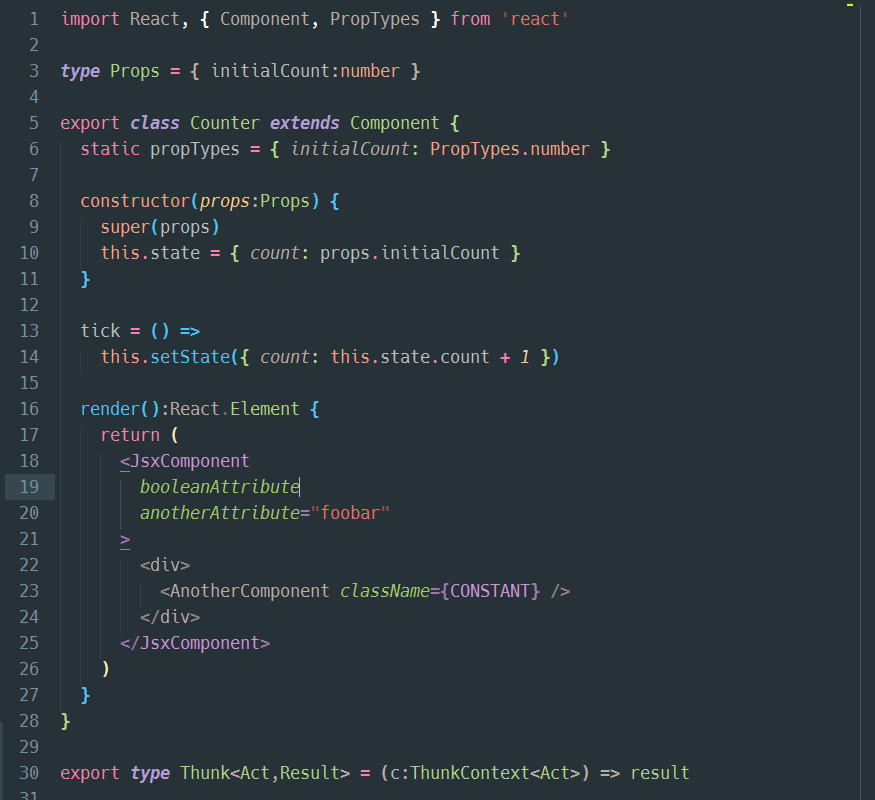 1 import React, { Component, PropTypes } from 'react'
2
3 type Props = { initialCount:number }
4
5 export class Counter extends Component {
6   static propTypes = { initialCount: PropTypes.number }
7
8   constructor(props:Props) {
9     super(props)
10     this.state = { count: props.initialCount }
11   }
12
13   tick = () =>
14     this.setState({ count: this.state.count + 1 })
15
16   render():React.Element {
17     return (
18       <JsxComponent
19         booleanAttribute
20         anotherAttribute="foobar"
21       >
22         <div>
23           <AnotherComponent className={CONSTANT} />
24         </div>
25       </JsxComponent>
26     )
27   }
28 }
29
30 export type Thunk<Act,Result> = (c:ThunkContext<Act>) => result
31